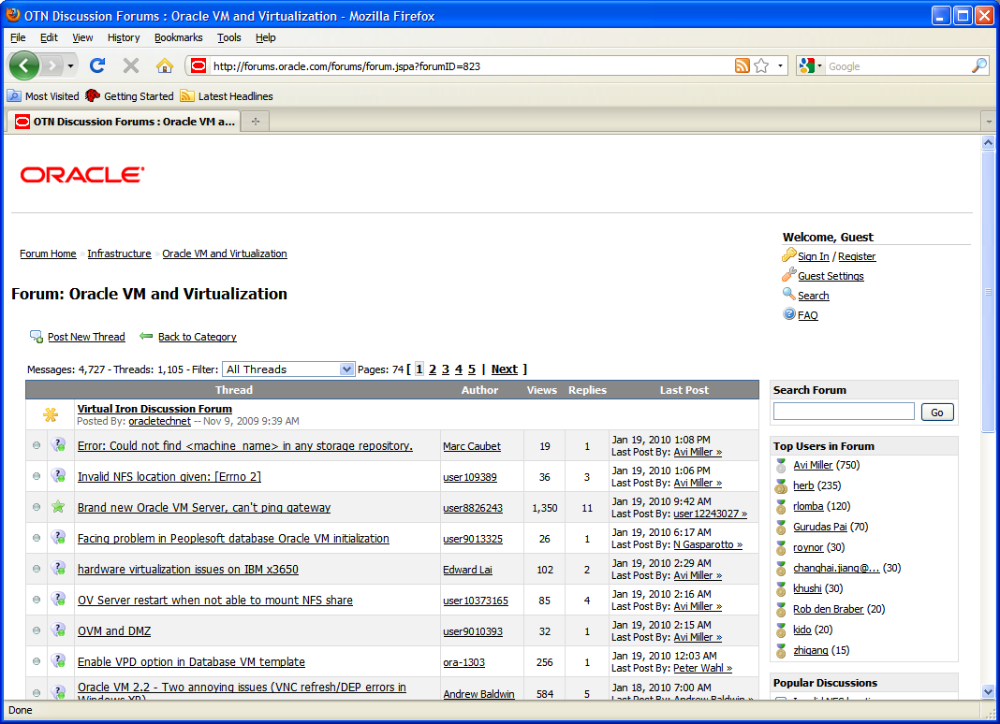 OTN Discussion Forums : Oracle VM and Virtualization - Mozilla Firefox
File Edit View History Bookmarks Tools Help
http://forums.oracle.com/forums/forum.jspa?forumID=823
Google
Most Visited Getting Started Latest Headlines
OTN Discussion Forums : Oracle VM a...
ORACLE
Welcome, Guest
Sign In / Register
Guest Settings
Search
FAQ
Forum Home » Infrastructure » Oracle VM and Virtualization
Forum: Oracle VM and Virtualization
Post New Thread Back to Category
Messages: 4,727 - Threads: 1,105 - Filter: All Threads Pages: 74 [ 1 2 3 4 5 | Next ]
Thread Author Views Replies Last Post
Virtual Iron Discussion Forum
Posted By: oracletechnet -- Nov 9, 2009 9:39 AM
Error: Could not find <machine_name> in any storage repository. Marc Caubet 19 1 Jan 19, 2010 1:08 PM
Last Post By: Avi Miller »
Invalid NFS location given: [Errno 2] user109389 36 3 Jan 19, 2010 1:06 PM
Last Post By: Avi Miller »
Brand new Oracle VM Server, can't ping gateway user8826243 1,350 11 Jan 19, 2010 9:42 AM
Last Post By: user12243027 »
Facing problem in Peoplesoft database Oracle VM initialization user9013325 26 1 Jan 19, 2010 6:17 AM
Last Post By: N Gasparotto »
hardware virtualization issues on IBM x3650 Edward Lai 102 2 Jan 19, 2010 2:29 AM
Last Post By: Avi Miller »
OV Server restart when not able to mount NFS share user10373165 85 4 Jan 19, 2010 2:16 AM
Last Post By: Avi Miller »
OVM and DMZ user9010393 32 1 Jan 19, 2010 2:15 AM
Last Post By: Avi Miller »
Enable VPD option in Database VM template ora-1303 256 1 Jan 19, 2010 12:03 AM
Last Post By: Peter Wahl »
Oracle VM 2.2 - Two annoying issues (VNC refresh/DEP errors in Windows XP) Andrew Baldwin 584 5 Jan 18, 2010 7:00 AM
Last Post By: Andrew Baldwin »
Search Forum
Go
Top Users in Forum
Avi Miller (750)
herb (235)
rlomba (120)
Gurudas Pai (70)
roynor (30)
changhai.jiang@... (30)
khushi (30)
Rob den Braber (20)
kido (20)
zhigang (15)
Popular Discussions
Done